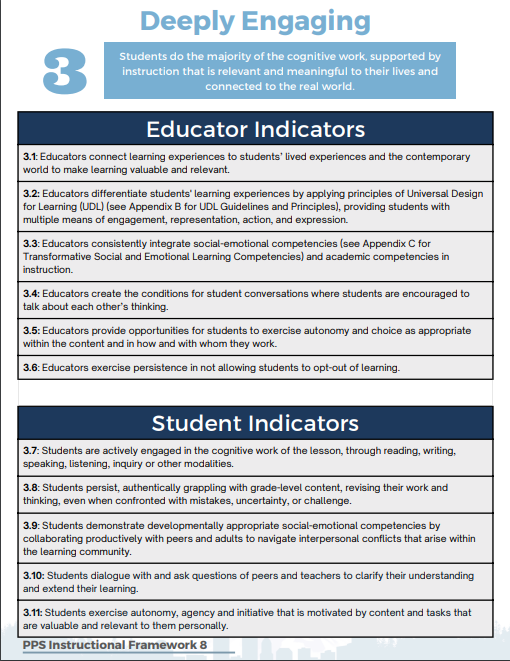 Deeply Engaging
3
Students do the majority of the cognitive work, supported by
instruction that is relevant and meaningful to their lives and
connected to the real world.
Educator Indicators
3.1: Educators connect learning experiences to students' lived experiences and the contemporary
world to make learning valuable and relevant.
3.2: Educators differentiate students' learning experiences by applying principles of Universal Design
for Learning (UDL) (see Appendix B for UDL Guidelines and Principles), providing students with
multiple means of engagement, representation, action, and expression.
3.3: Educators consistently integrate social-emotional competencies (see Appendix C for
Transformative Social and Emotional Learning Competencies) and academic competencies in
instruction.
3.4: Educators create the conditions for student conversations where students are encouraged to
talk about each other's thinking.
3.5: Educators provide opportunities for students to exercise autonomy and choice as appropriate
within the content and in how and with whom they work.
3.6: Educators exercise persistence in not allowing students to opt-out of learning.
Student Indicators
3.7: Students are actively engaged in the cognitive work of the lesson, through reading, writing,
speaking, listening, inquiry or other modalities.
3.8: Students persist, authentically grappling with grade-level content, revising their work and
thinking, even when confronted with mistakes, uncertainty, or challenge.
3.9: Students demonstrate developmentally appropriate social-emotional competencies by
collaborating productively with peers and adults to navigate interpersonal conflicts that arise within
the learning community.
3.10: Students dialogue with and ask questions of peers and teachers to clarify their understanding
and extend their learning.
3.11: Students exercise autonomy, agency and initiative that is motivated by content and tasks that
are valuable and relevant to them personally.
PPS Instructional Framework 8